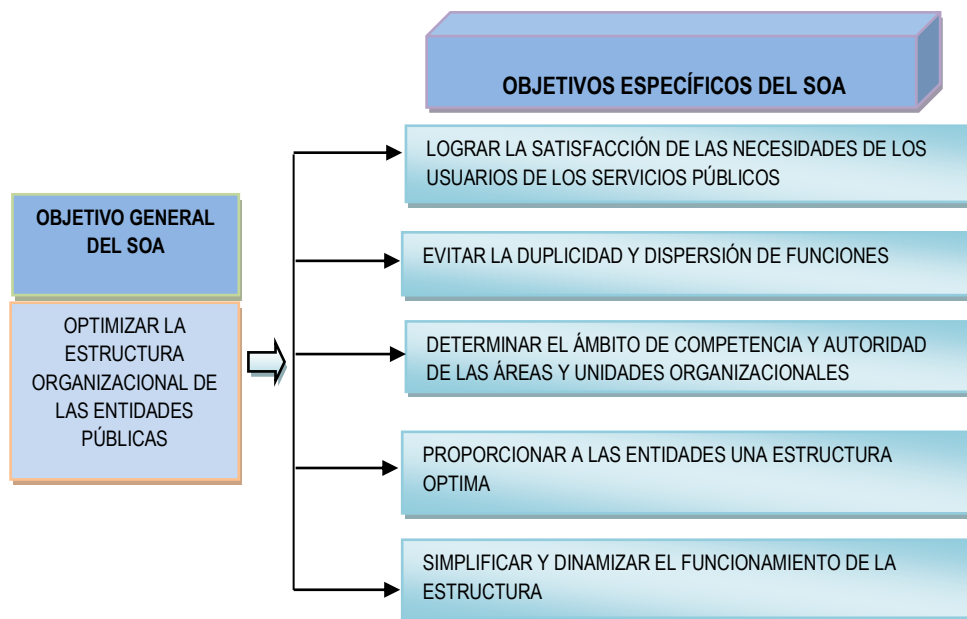 OBJETIVO GENERAL
DEL SOA
OPTIMIZAR LA
ESTRUCTURA
ORGANIZACIONAL DE
LAS ENTIDADES
PÚBLICAS
OBJETIVOS ESPECÍFICOS DEL SOA
LOGRAR LA SATISFACCIÓN DE LAS NECESIDADES DE LOS
USUARIOS DE LOS SERVICIOS PÚBLICOS
EVITAR LA DUPLICIDAD Y DISPERSIÓN DE FUNCIONES
DETERMINAR EL ÁMBITO DE COMPETENCIA Y AUTORIDAD
DE LAS ÁREAS Y UNIDADES ORGANIZACIONALES
PROPORCIONAR A LAS ENTIDADES UNA ESTRUCTURA
OPTIMA
SIMPLIFICAR Y DINAMIZAR EL FUNCIONAMIENTO DE LA
ESTRUCTURA